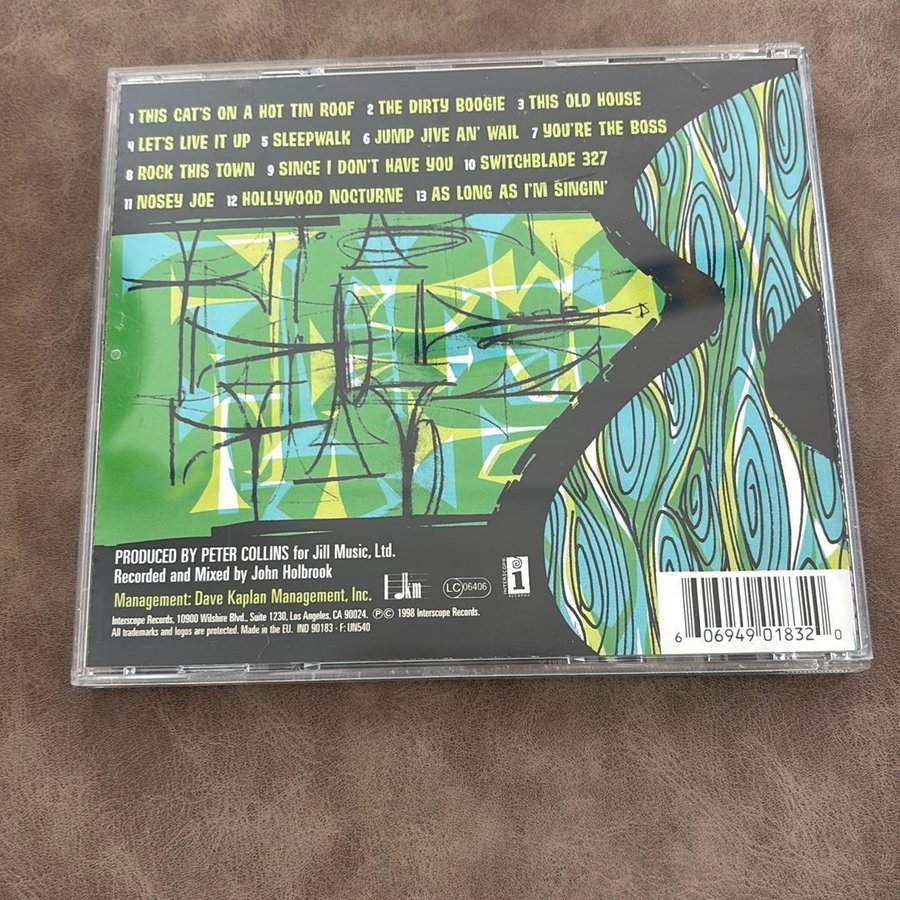 1 THIS CAT'S ON A HOT TIN ROOF 2 THE DIRTY BOOGIE 3 THIS OLD HOUSE
4 LET'S LIVE IT UP 5 SLEEPWALK 6 JUMP JIVE AN' WAIL 7 YOU'RE THE BOSS
8 ROCK THIS TOWN 9 SINCE I DON'T HAVE YOU 10 SWITCHBLADE 327
11 NOSEY JOE 12 HOLLYWOOD NOCTURNE 13 AS LONG AS I'M SINGIN'
PRODUCED BY PETER COLLINS for Jill Music, Ltd.
Recorded and Mixed by John Holbrook
Management: Dave Kaplan Management, Inc.
dkm
LC 06406
INTERSCOPE RECORDS
Interscope Records, 10900 Wilshire Blvd., Suite 1230, Los Angeles, CA 90024. ℗© 1998 Interscope Records.
All trademarks and logos are protected. Made in the EU. IND 90183 - F: UN540
6 06949 01832 0